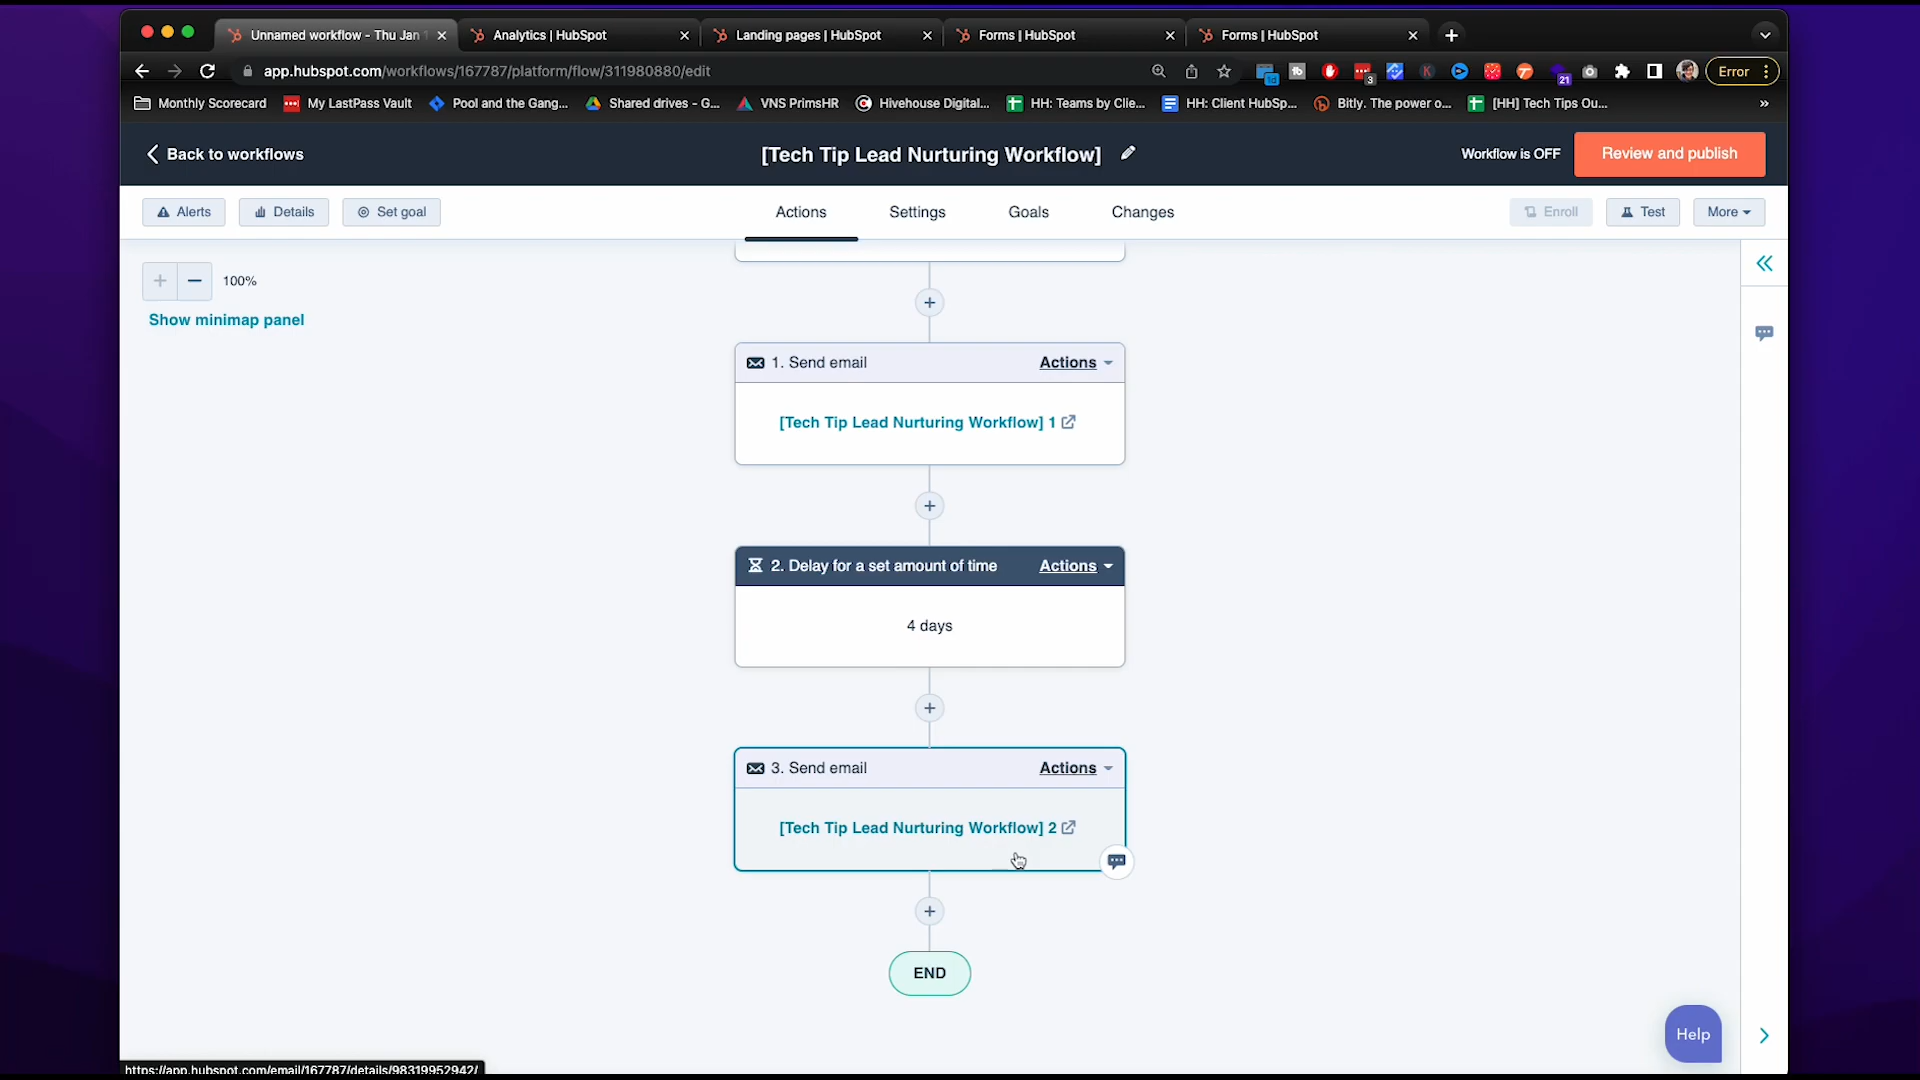 Unnamed workflow - Thu Jan 1
Analytics | HubSpot
Landing pages | HubSpot
Forms | HubSpot
Forms | HubSpot
app.hubspot.com/workflows/167787/platform/flow/311980880/edit
1d
3
21
Error
Monthly Scorecard
My LastPass Vault
Pool and the Gang...
Shared drives - G...
VNS PrimsHR
Hivehouse Digital...
HH: Teams by Clie...
HH: Client HubSp...
Bitly. The power o...
[HH] Tech Tips Ou...
Back to workflows
[Tech Tip Lead Nurturing Workflow]
Workflow is OFF
Review and publish
Alerts
Details
Set goal
Actions
Settings
Goals
Changes
Enroll
Test
More
100%
Show minimap panel
1. Send email
Actions
[Tech Tip Lead Nurturing Workflow] 1
2. Delay for a set amount of time
Actions
4 days
3. Send email
Actions
[Tech Tip Lead Nurturing Workflow] 2
END
Help
https://app.hubspot.com/email/167787/details/98319952942/